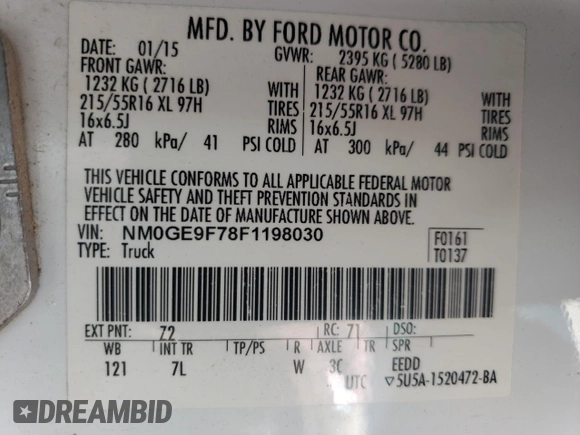 MFD. BY FORD MOTOR CO.
DATE: 01/15 GVWR: 2395 KG ( 5280 LB)
FRONT GAWR: REAR GAWR:
1232 KG ( 2716 LB) 1232 KG ( 2716 LB)
215/55R16 XL 97H TIRES 215/55R16 XL 97H TIRES
16x6.5J RIMS 16x6.5J RIMS
AT 280 kPa/ 41 PSI COLD AT 300 kPa/ 44 PSI COLD
THIS VEHICLE CONFORMS TO ALL APPLICABLE FEDERAL MOTOR
VEHICLE SAFETY AND THEFT PREVENTION STANDARDS IN
EFFECT ON THE DATE OF MANUFACTURE SHOWN ABOVE.
VIN: NM0GE9F78F1198030 F0161
TYPE: Truck T0137
EXT PNT: Z2 RC: 71 DSO:
WB INT TR TP/PS R AXLE TR SPR
121 7L W 3C EEDD
UTC ▽5U5A-1520472-BA
DREAMBID